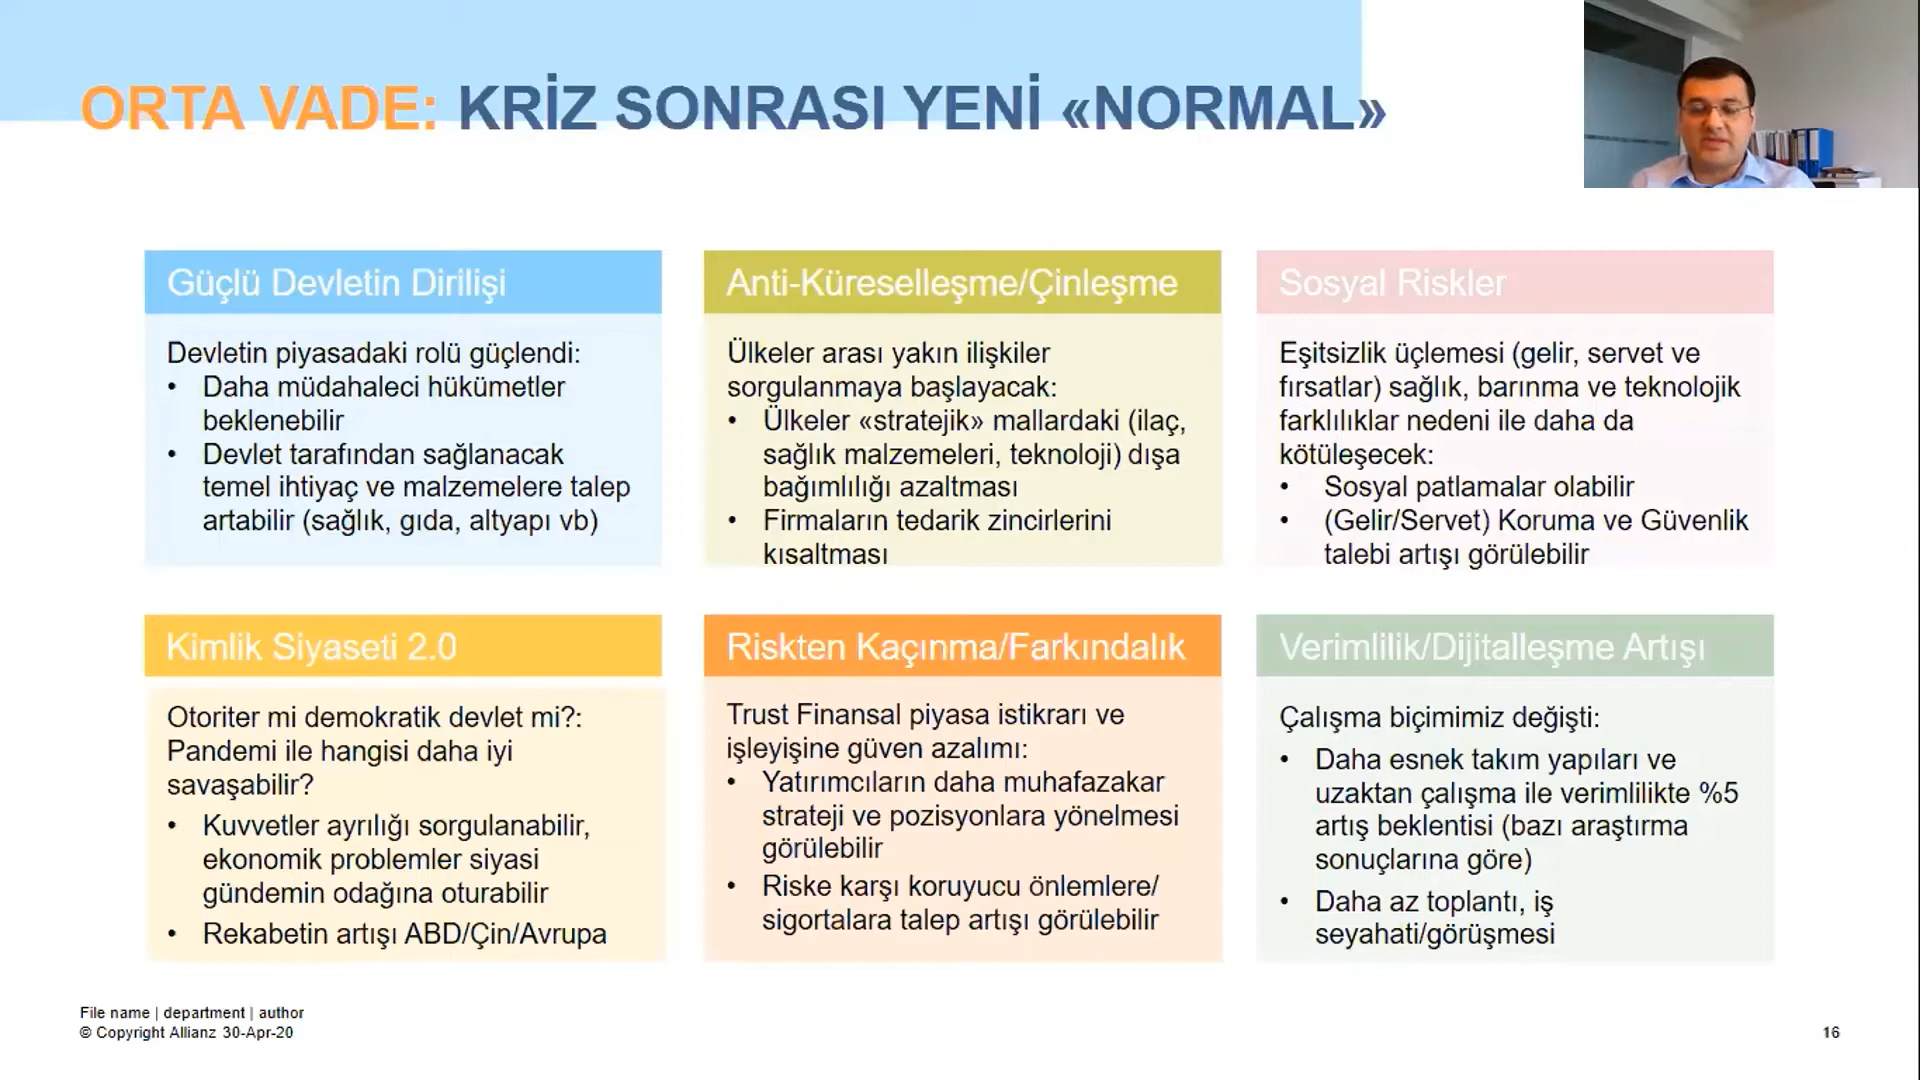 ORTA VADE: KRİZ SONRASI YENİ «NORMAL»
Güçlü Devletin Dirilişi
Devletin piyasadaki rolü güçlendi:
• Daha müdahaleci hükümetler
beklenebilir
• Devlet tarafından sağlanacak
temel ihtiyaç ve malzemelere talep
artabilir (sağlık, gıda, altyapı vb)
Anti-Küreselleşme/Çinleşme
Ülkeler arası yakın ilişkiler
sorgulanmaya başlayacak:
• Ülkeler «stratejik» mallardaki (ilaç,
sağlık malzemeleri, teknoloji) dışa
bağımlılığı azaltması
• Firmaların tedarik zincirlerini
kısaltması
Sosyal Riskler
Eşitsizlik üçlemesi (gelir, servet ve
fırsatlar) sağlık, barınma ve teknolojik
farklılıklar nedeni ile daha da
kötüleşecek:
• Sosyal patlamalar olabilir
• (Gelir/Servet) Koruma ve Güvenlik
talebi artışı görülebilir
Kimlik Siyaseti 2.0
Otoriter mi demokratik devlet mi?:
Pandemi ile hangisi daha iyi
savaşabilir?
• Kuvvetler ayrılığı sorgulanabilir,
ekonomik problemler siyasi
gündemin odağına oturabilir
• Rekabetin artışı ABD/Çin/Avrupa
Riskten Kaçınma/Farkındalık
Trust Finansal piyasa istikrarı ve
işleyişine güven azalımı:
• Yatırımcıların daha muhafazakar
strateji ve pozisyonlara yönelmesi
görülebilir
• Riske karşı koruyucu önlemlere/
sigortalara talep artışı görülebilir
Verimlilik/Dijitalleşme Artışı
Çalışma biçimimiz değişti:
• Daha esnek takım yapıları ve
uzaktan çalışma ile verimlilikte %5
artış beklentisi (bazı araştırma
sonuçlarına göre)
• Daha az toplantı, iş
seyahati/görüşmesi
File name | department | author
© Copyright Allianz 30-Apr-20
16